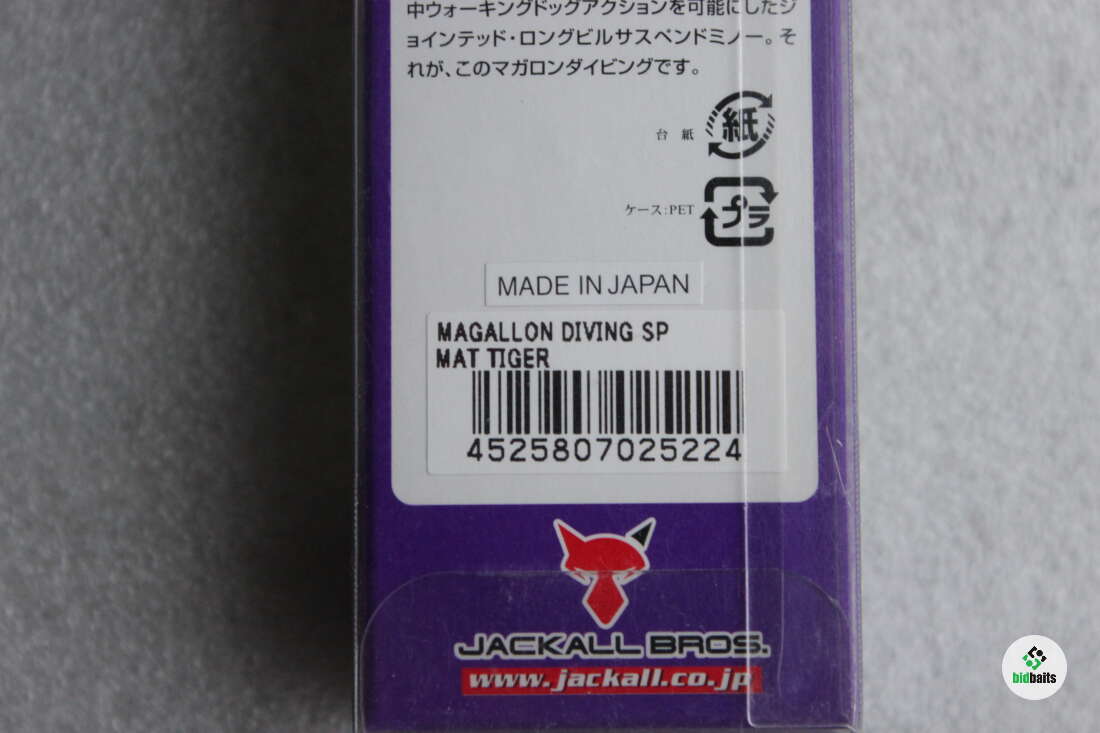 中ウォーキングドッグアクションを可能にしたジ
ョインテッド・ロングビルサスペンドミノー。そ
れが、このマガロンダイビングです。
台 紙
紙
ケース:PET
プラ
MADE IN JAPAN
MAGALLON DIVING SP
MAT TIGER
4525807025224
JACKALL BROS.
www.jackall.co.jp
bidbaits